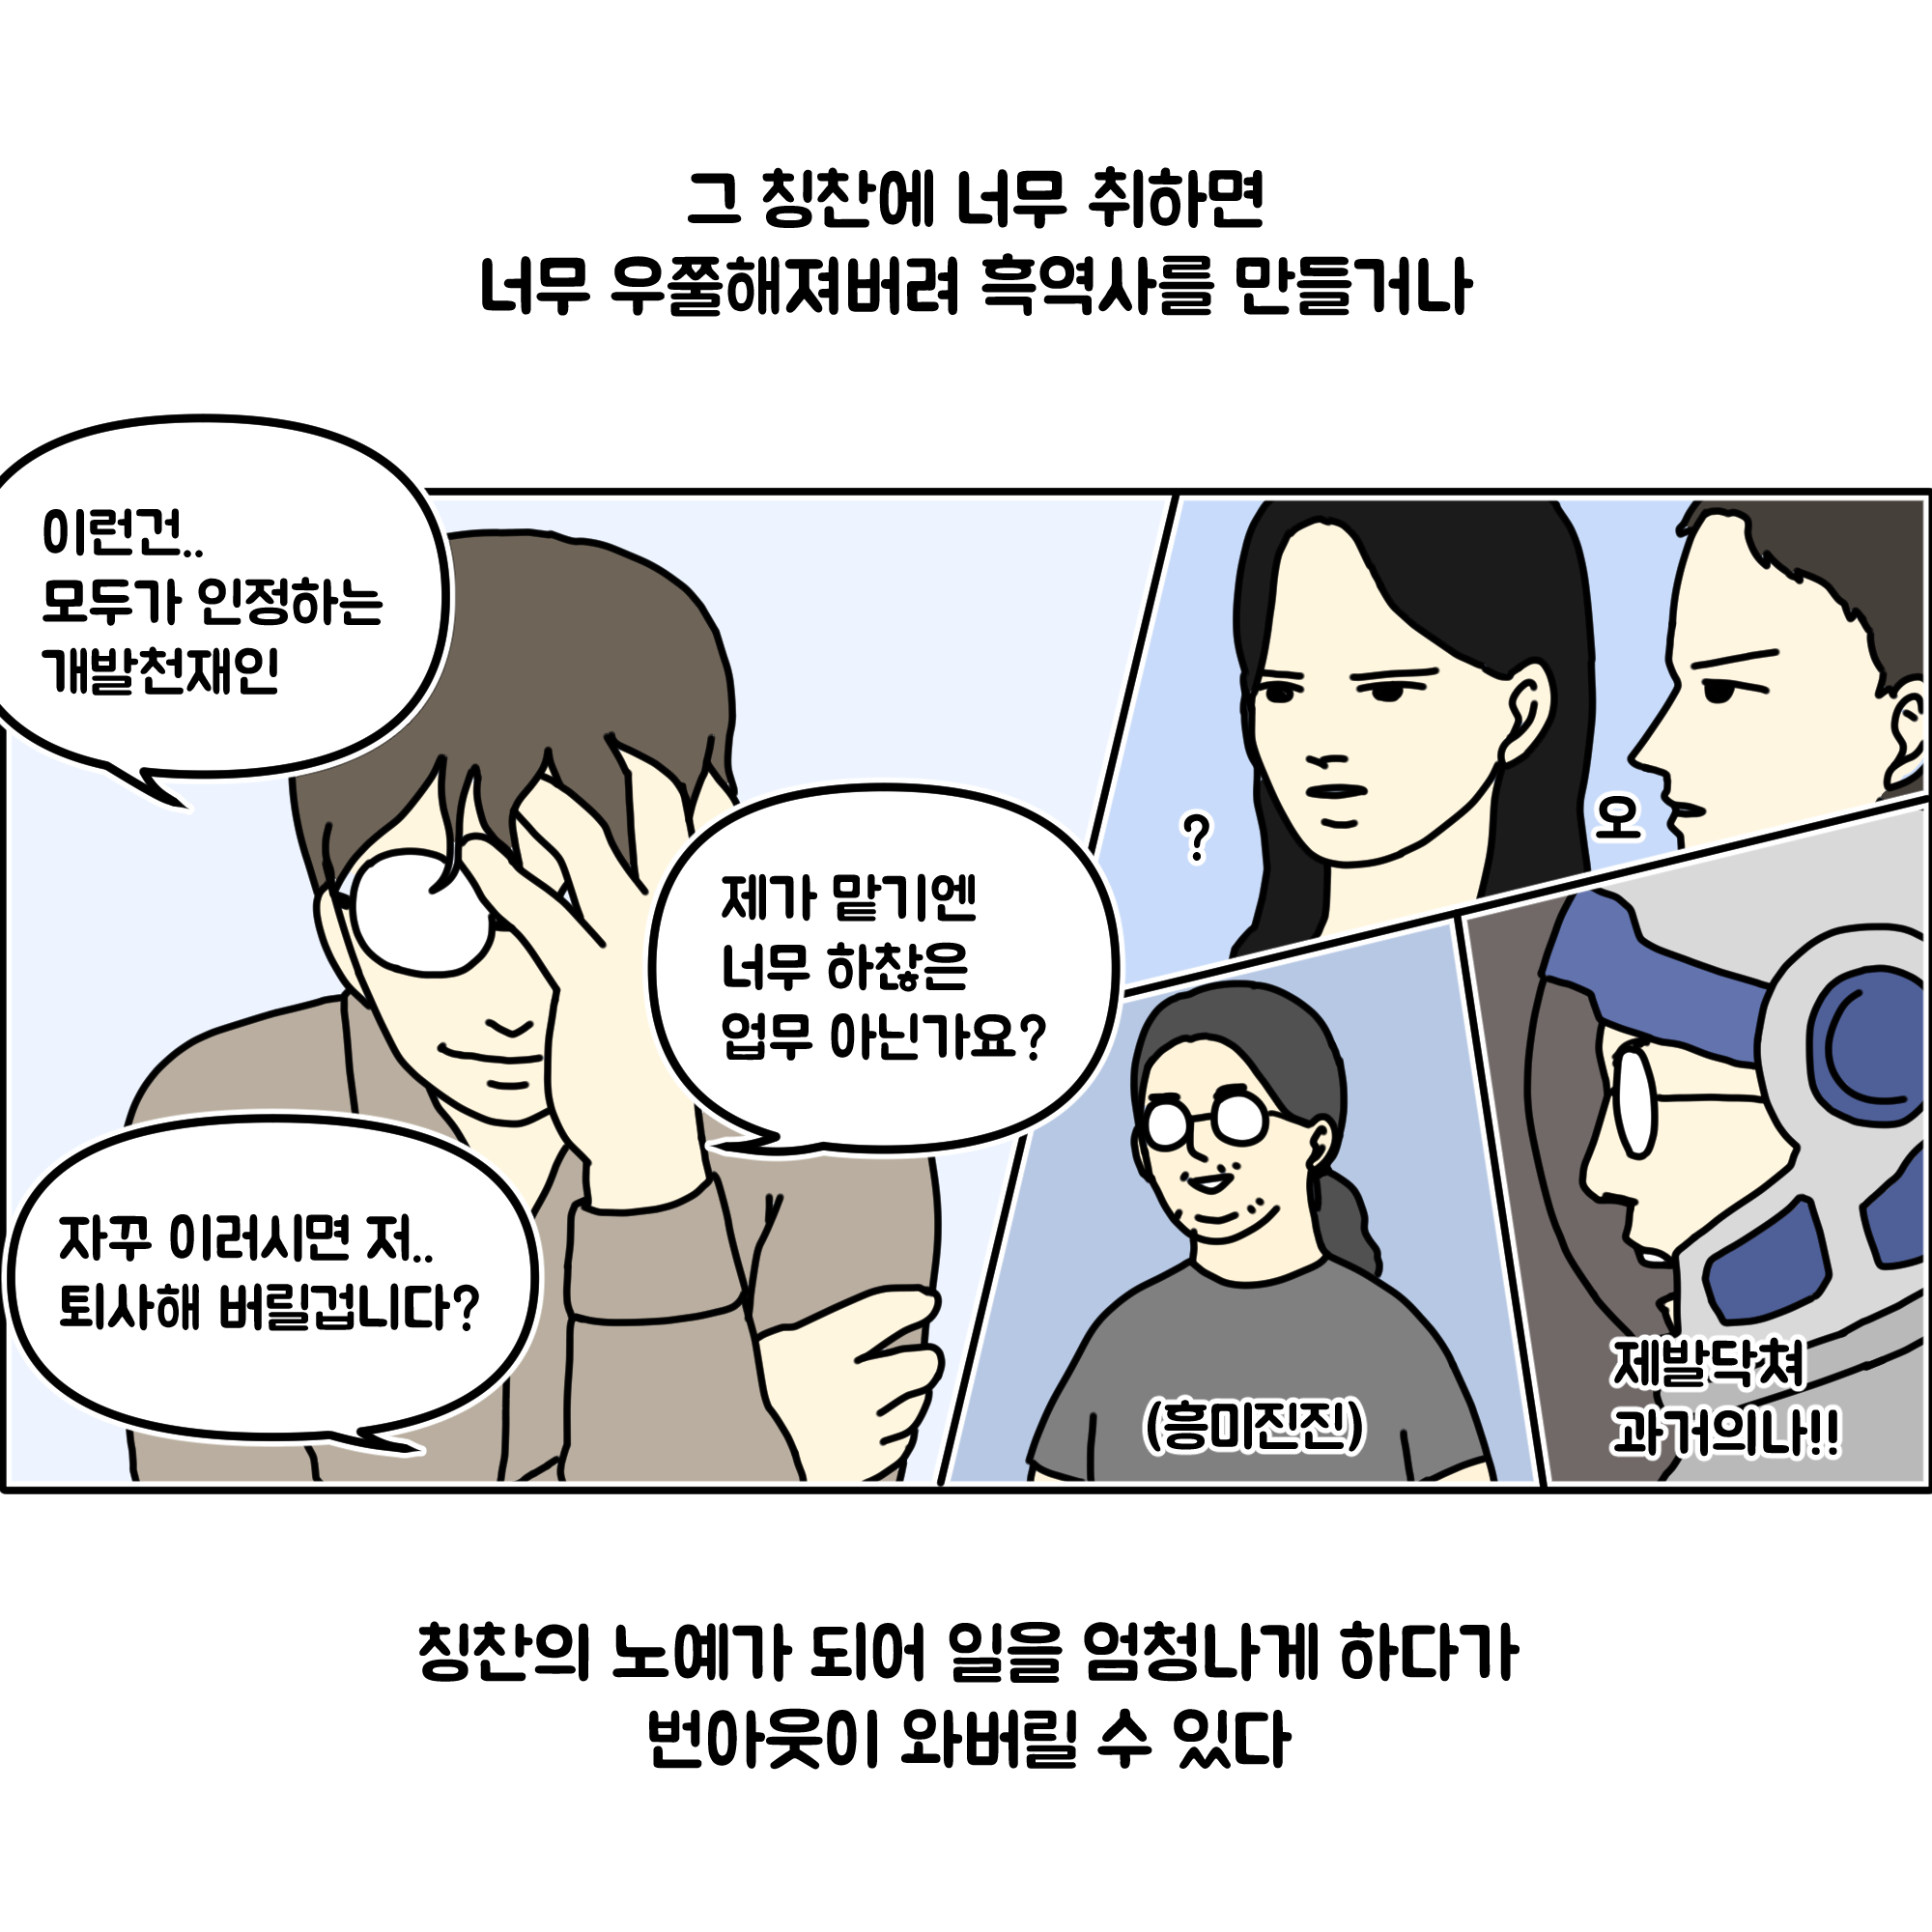 그 칭찬에 너무 취하면
너무 우쭐해져버려 흑역사를 만들거나
이런건..
모두가 인정하는
개발천재인
제가 맡기엔
너무 하찮은
업무 아닌가요?
자꾸 이러시면 저..
퇴사해 버릴겁니다?
?
오
(흥미진진)
제발닥쳐
과거의나!!
칭찬의 노예가 되어 일을 엄청나게 하다가
번아웃이 와버릴 수 있다